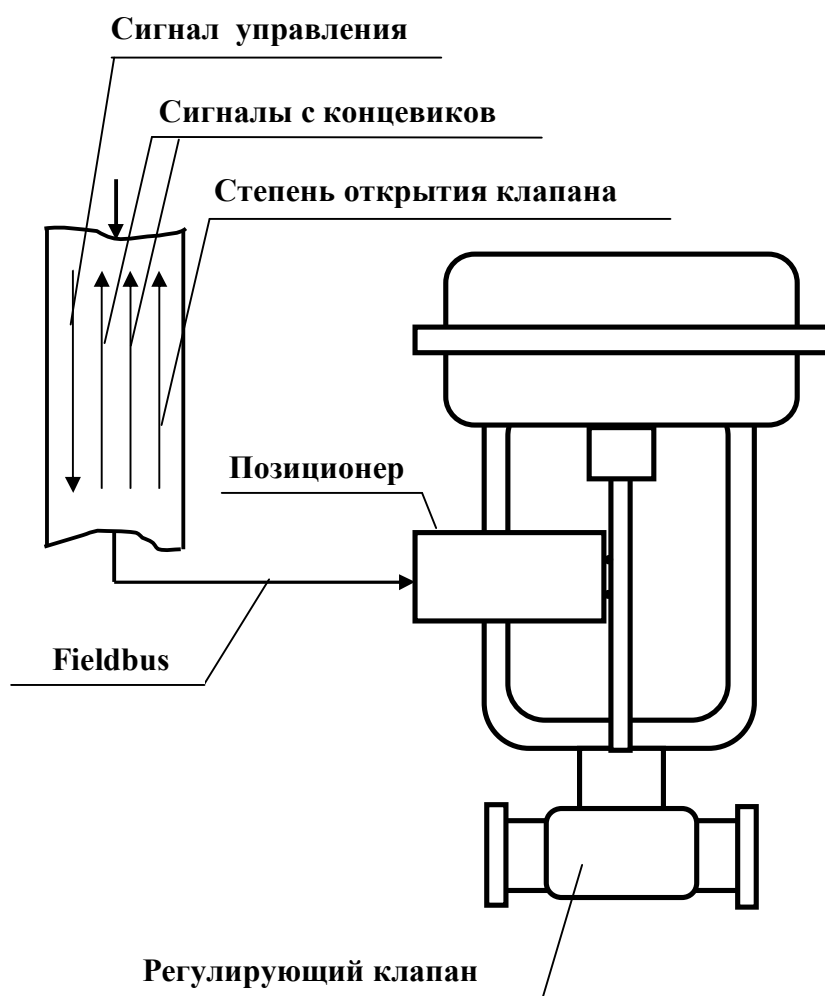 Сигнал управления
Сигналы с концевиков
Степень открытия клапана
Позиционер
Fieldbus
Регулирующий клапан